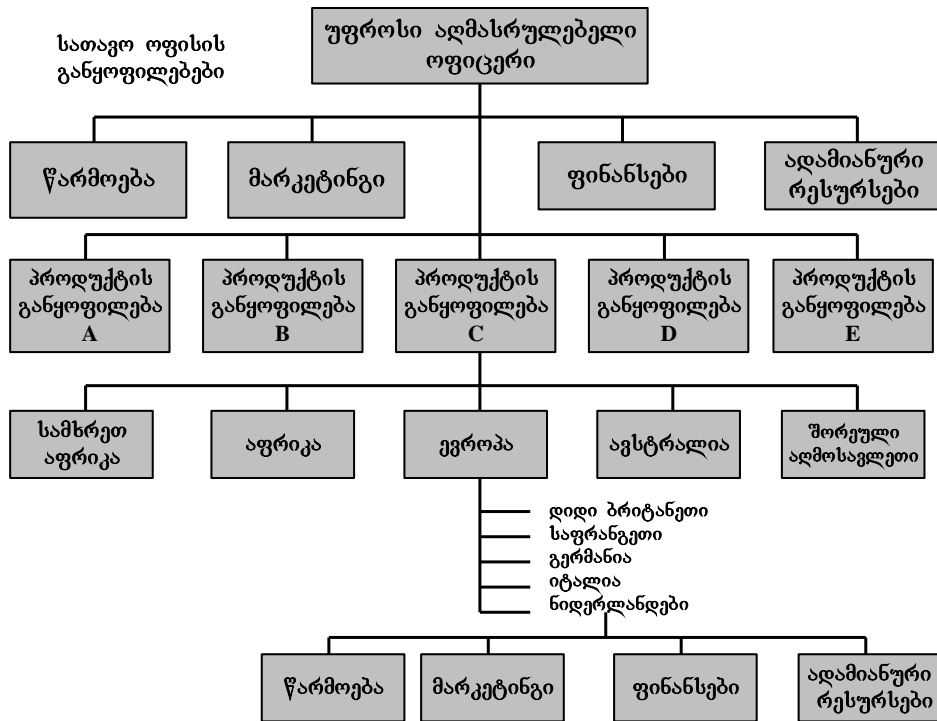 სათავო ოფისის
განყოფილებები
უფროსი აღმასრულებელი
ოფიცერი
წარმოება
მარკეტინგი
ფინანსები
ადამიანური
რესურსები
პროდუქტის
განყოფილება
A
პროდუქტის
განყოფილება
B
პროდუქტის
განყოფილება
C
პროდუქტის
განყოფილება
D
პროდუქტის
განყოფილება
E
სამხრეთ
აფრიკა
აფრიკა
ევროპა
ავსტრალია
შორეული
აღმოსავლეთი
დიდი ბრიტანეთი
საფრანგეთი
გერმანია
იტალია
ნიდერლანდები
წარმოება
მარკეტინგი
ფინანსები
ადამიანური
რესურსები